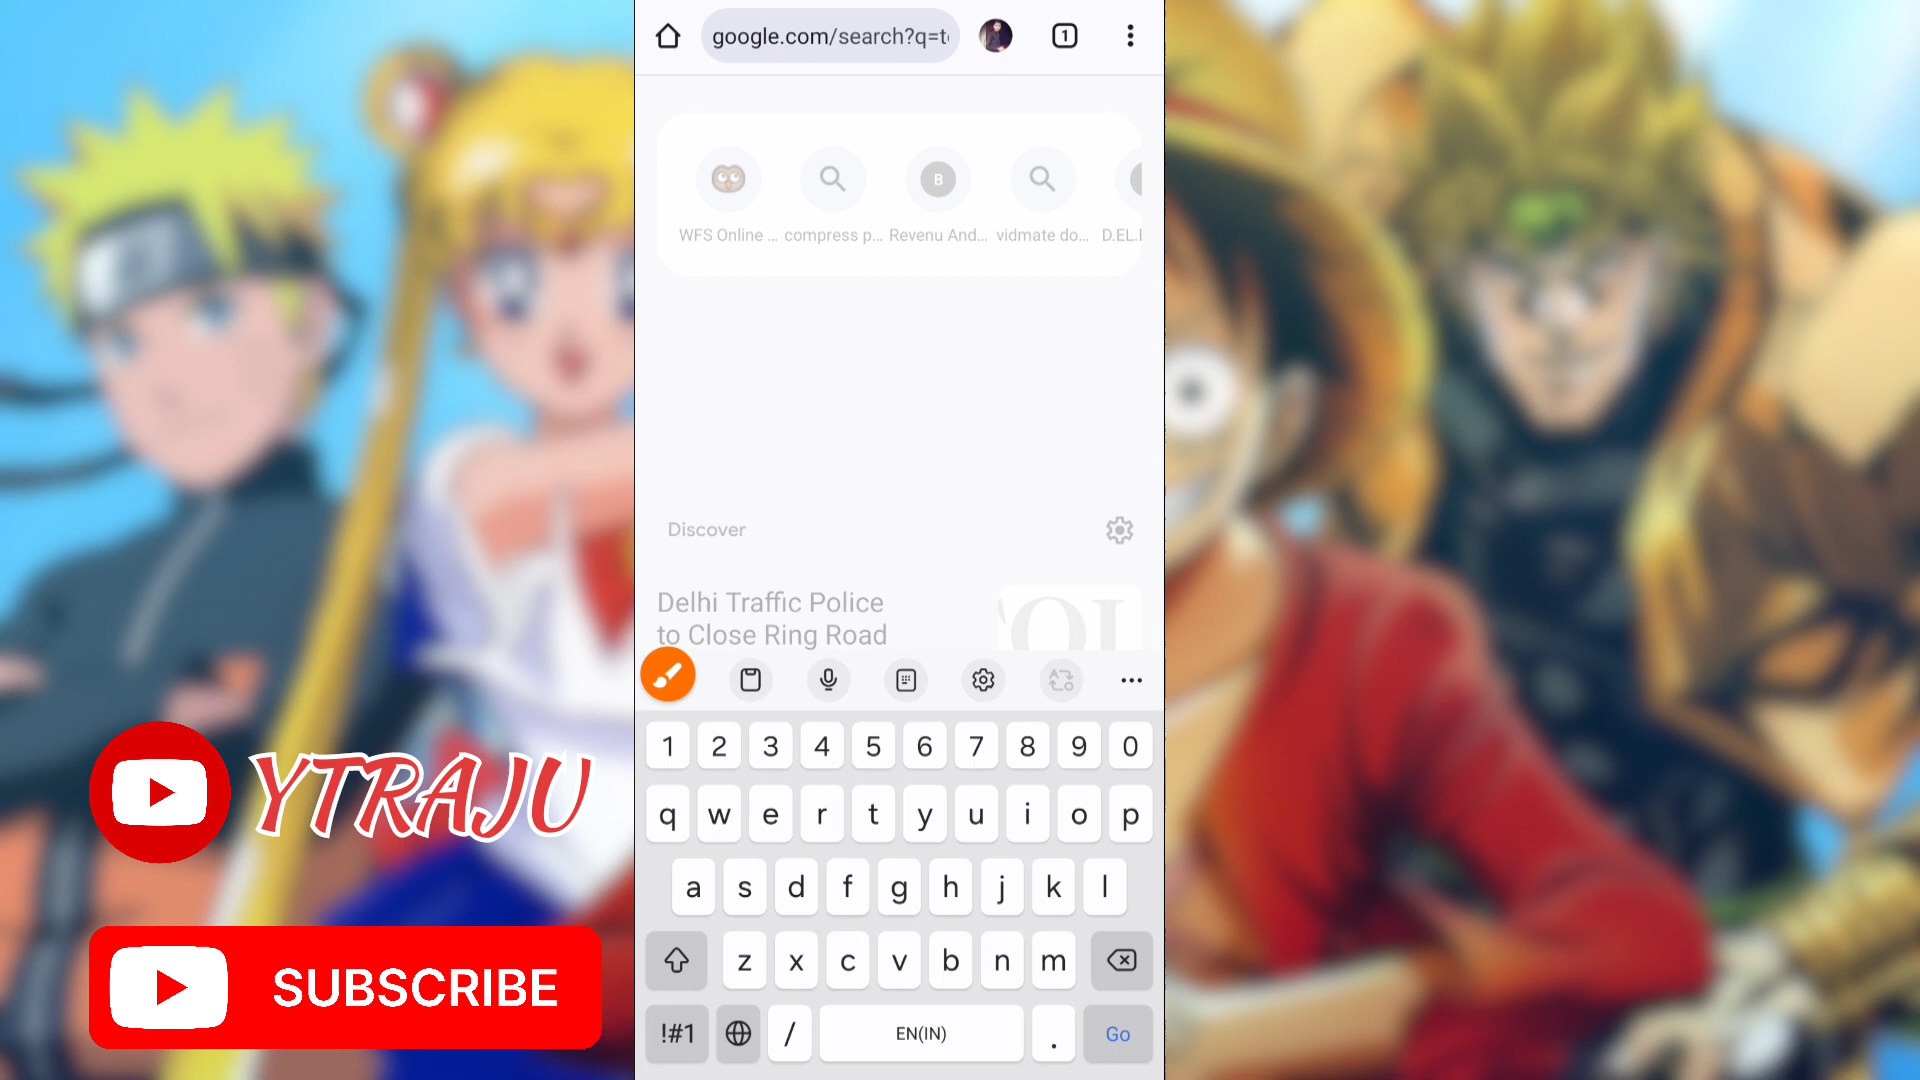 google.com/search?q=t
1
B
WFS Online ...
compress p...
Revenu And...
vidmate do...
D.EL.
Discover
Delhi Traffic Police
to Close Ring Road
1 2 3 4 5 6 7 8 9 0
q w e r t y u i o p
a s d f g h j k l
z x c v b n m
!#1 / EN(IN) . Go
YTRAJU
SUBSCRIBE